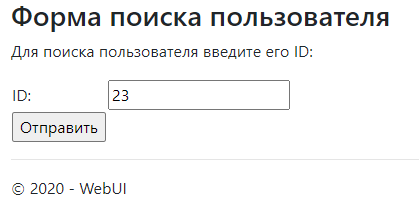 Форма поиска пользователя
Для поиска пользователя введите его ID:
ID: 23
Отправить
© 2020 - WebUI